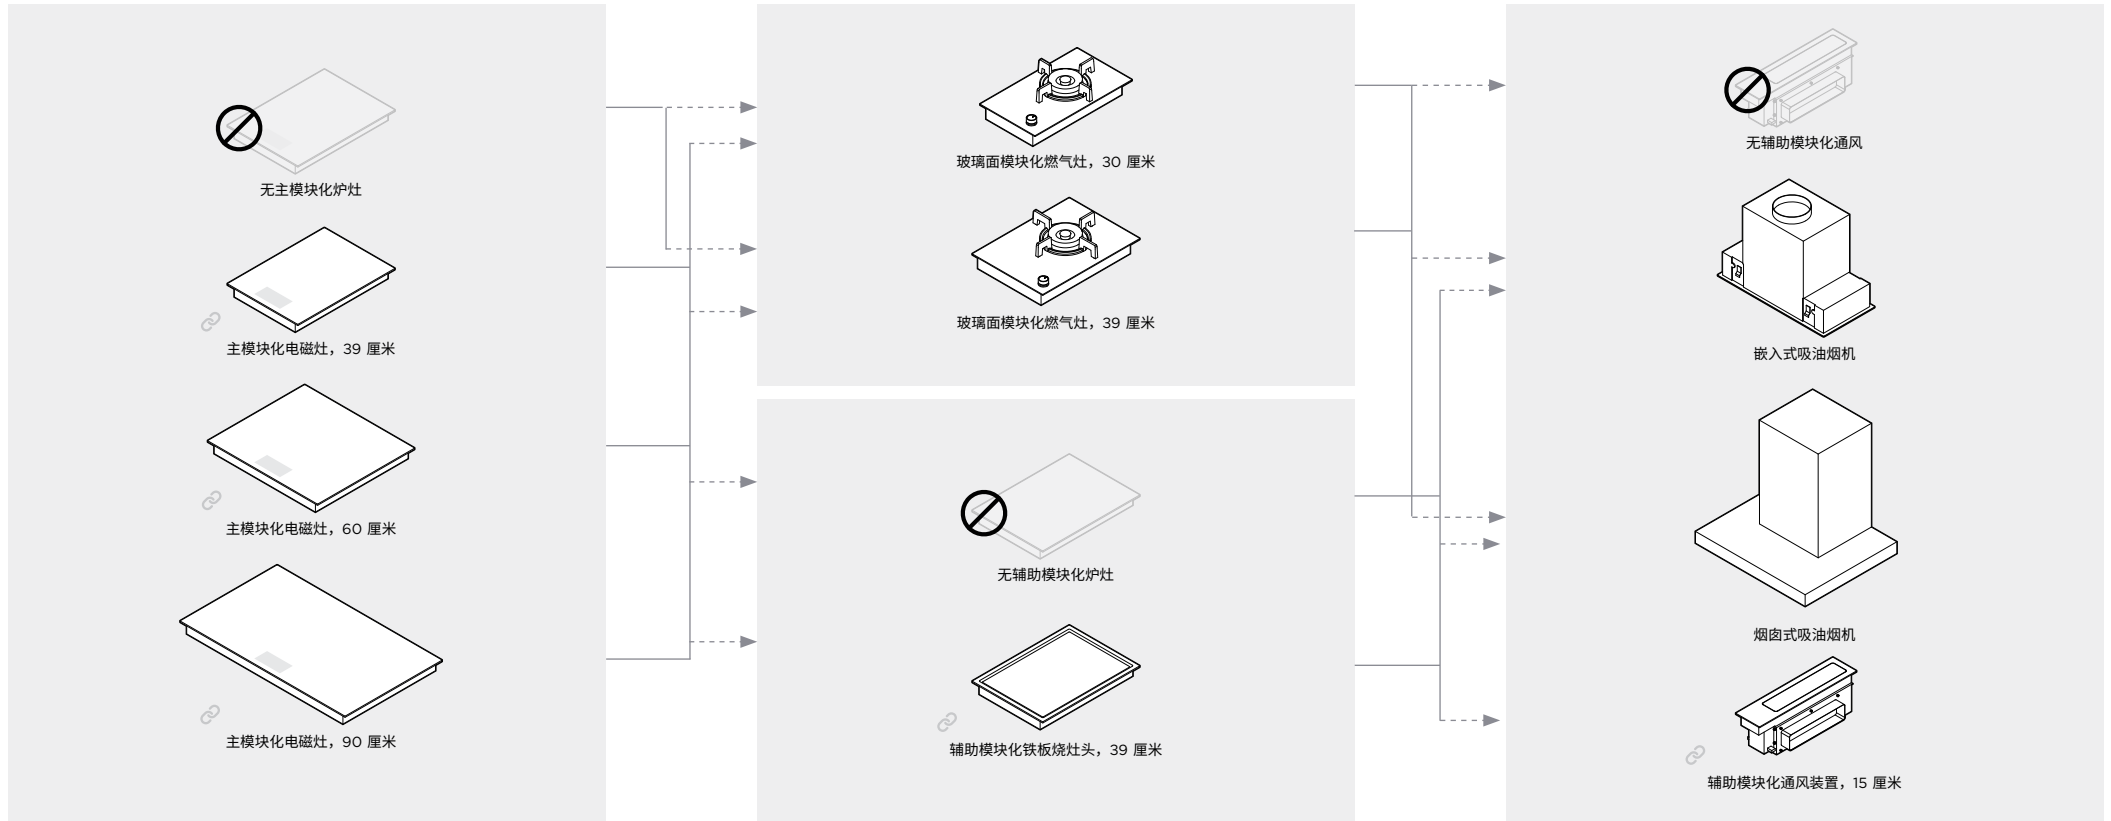 无主模块化炉灶
主模块化电磁灶，39 厘米
主模块化电磁灶，60 厘米
主模块化电磁灶，90 厘米
玻璃面模块化燃气灶，30 厘米
玻璃面模块化燃气灶，39 厘米
无辅助模块化炉灶
辅助模块化铁板烧灶头，39 厘米
无辅助模块化通风
嵌入式吸油烟机
烟囱式吸油烟机
辅助模块化通风装置，15 厘米